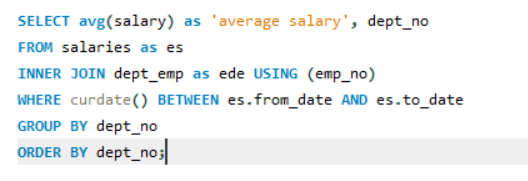 SELECT avg(salary) as 'average salary', dept_no
FROM salaries as es
INNER JOIN dept_emp as ede USING (emp_no)
WHERE curdate() BETWEEN es.from_date AND es.to_date
GROUP BY dept_no
ORDER BY dept_no;